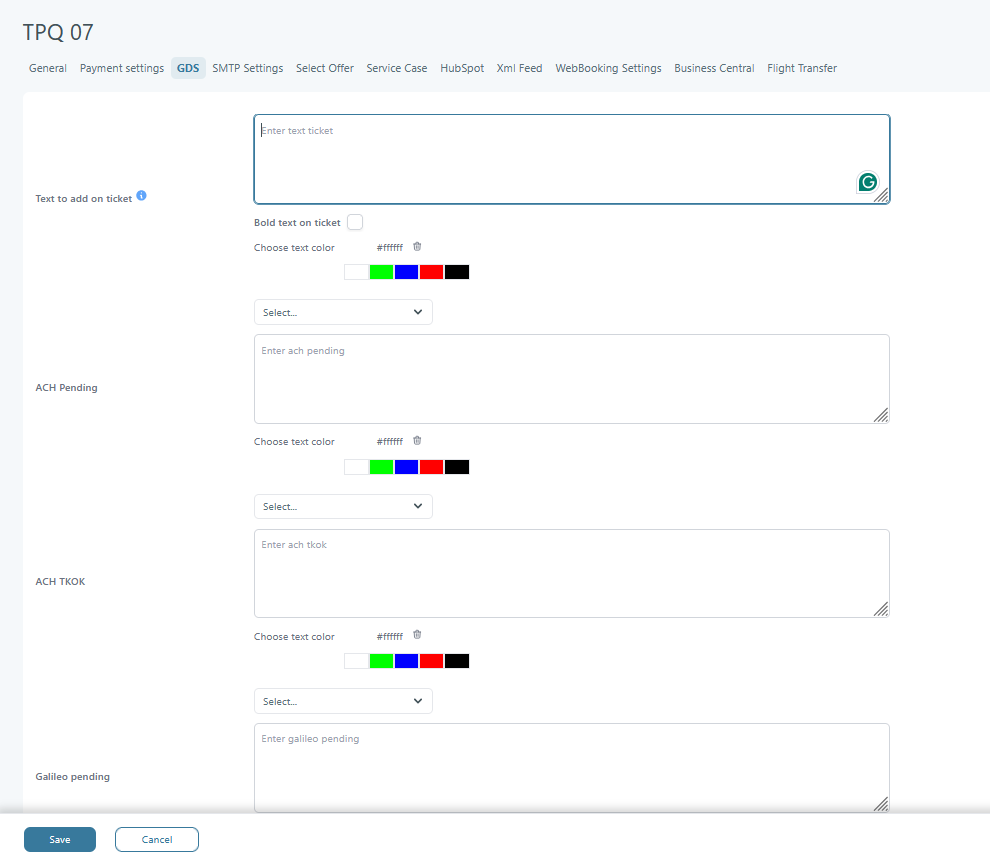 TPQ 07
General Payment settings GDS SMTP Settings Select Offer Service Case HubSpot Xml Feed WebBooking Settings Business Central Flight Transfer
Enter text ticket
Text to add on ticket
Bold text on ticket
Choose text color #ffffff
Select...
Enter ach pending
ACH Pending
Choose text color #ffffff
Select...
Enter ach tkok
ACH TKOK
Choose text color #ffffff
Select...
Enter galileo pending
Galileo pending
Save Cancel